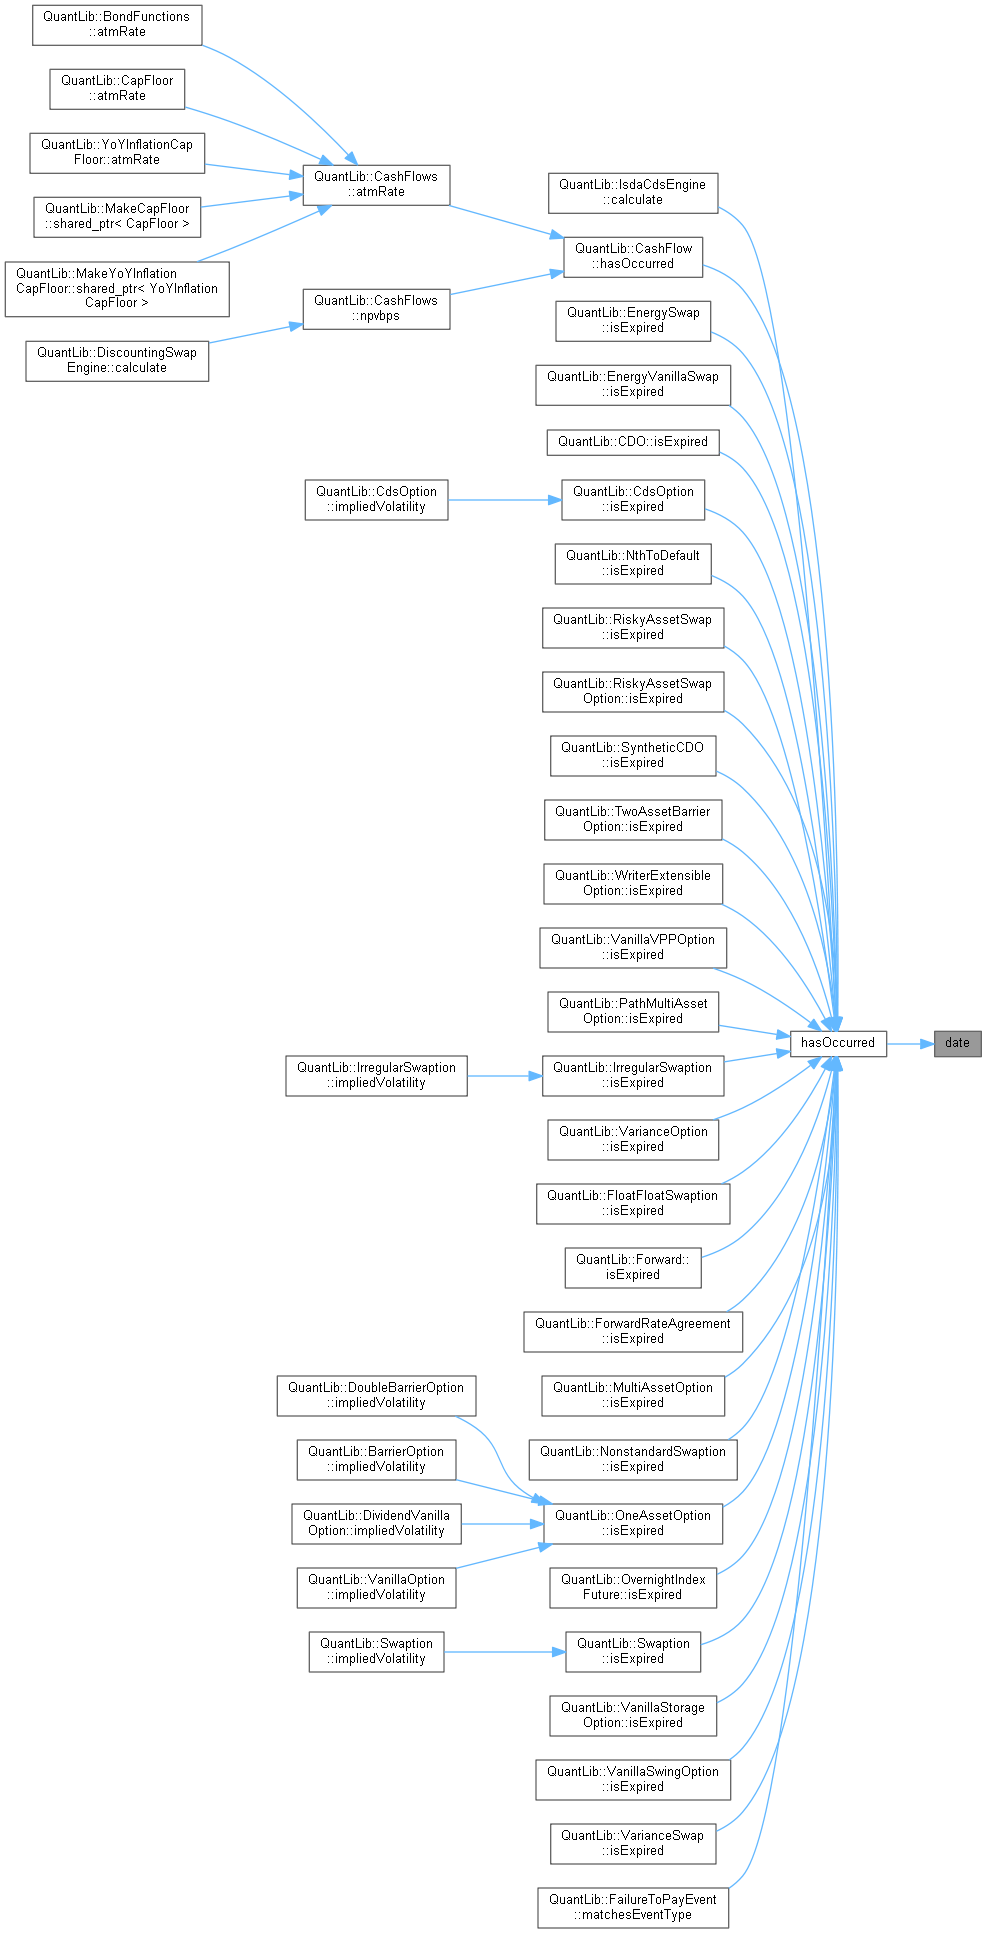 QuantLib::BondFunctions
::atmRate
QuantLib::CapFloor
::atmRate
QuantLib::YoYInflationCap
Floor::atmRate
QuantLib::MakeCapFloor
::shared_ptr< CapFloor >
QuantLib::MakeYoYInflation
CapFloor::shared_ptr< YoYInflation
CapFloor >
QuantLib::DiscountingSwap
Engine::calculate
QuantLib::CashFlows
::atmRate
QuantLib::CashFlows
::npvbps
QuantLib::IsdaCdsEngine
::calculate
QuantLib::CashFlow
::hasOccurred
QuantLib::EnergySwap
::isExpired
QuantLib::EnergyVanillaSwap
::isExpired
QuantLib::CDO::isExpired
QuantLib::CdsOption
::impliedVolatility
QuantLib::CdsOption
::isExpired
QuantLib::NthToDefault
::isExpired
QuantLib::RiskyAssetSwap
::isExpired
QuantLib::RiskyAssetSwap
Option::isExpired
QuantLib::SyntheticCDO
::isExpired
QuantLib::TwoAssetBarrier
Option::isExpired
QuantLib::WriterExtensible
Option::isExpired
QuantLib::VanillaVPPOption
::isExpired
QuantLib::PathMultiAsset
Option::isExpired
hasOccurred
date
QuantLib::IrregularSwaption
::impliedVolatility
QuantLib::IrregularSwaption
::isExpired
QuantLib::VarianceOption
::isExpired
QuantLib::FloatFloatSwaption
::isExpired
QuantLib::Forward::
isExpired
QuantLib::ForwardRateAgreement
::isExpired
QuantLib::MultiAssetOption
::isExpired
QuantLib::NonstandardSwaption
::isExpired
QuantLib::DoubleBarrierOption
::impliedVolatility
QuantLib::BarrierOption
::impliedVolatility
QuantLib::DividendVanilla
Option::impliedVolatility
QuantLib::VanillaOption
::impliedVolatility
QuantLib::OneAssetOption
::isExpired
QuantLib::OvernightIndex
Future::isExpired
QuantLib::Swaption
::impliedVolatility
QuantLib::Swaption
::isExpired
QuantLib::VanillaStorage
Option::isExpired
QuantLib::VanillaSwingOption
::isExpired
QuantLib::VarianceSwap
::isExpired
QuantLib::FailureToPayEvent
::matchesEventType